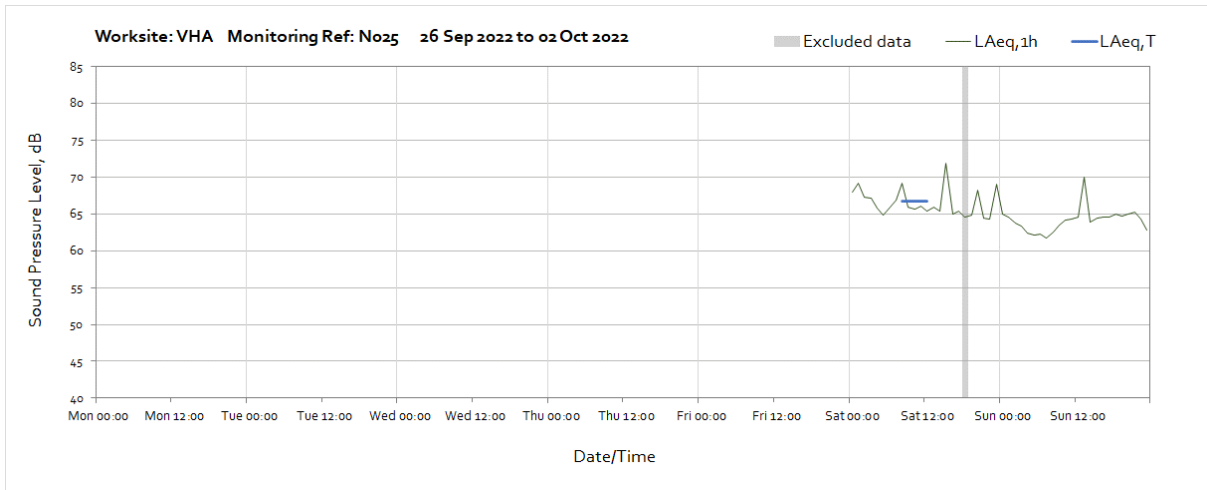 Worksite: VHA Monitoring Ref: N025 26 Sep 2022 to 02 Oct 2022
Excluded data LAeq,1h LAeq,T
85
80
75
70
65
60
55
50
45
40
Sound Pressure Level, dB
Mon 00:00 Mon 12:00 Tue 00:00 Tue 12:00 Wed 00:00 Wed 12:00 Thu 00:00 Thu 12:00 Fri 00:00 Fri 12:00 Sat 00:00 Sat 12:00 Sun 00:00 Sun 12:00
Date/Time